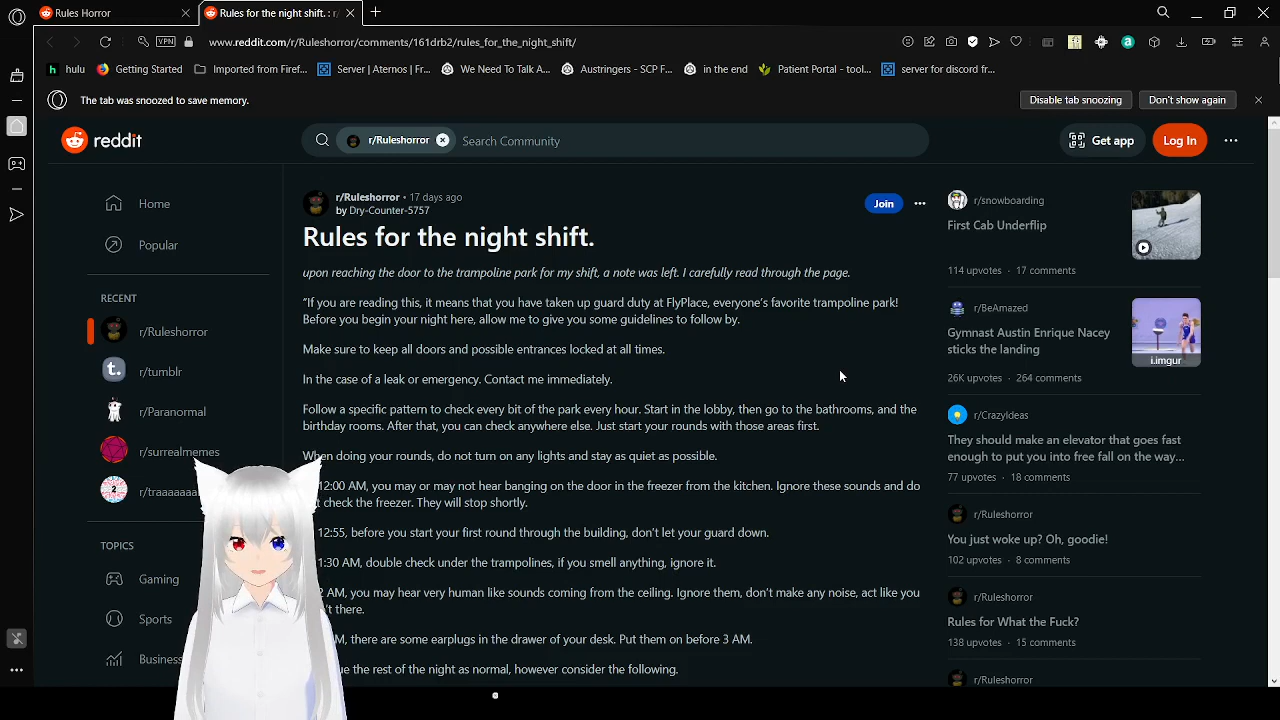 Rules Horror
Rules for the night shift. : r/
VPN
www.reddit.com/r/Ruleshorror/comments/161drb2/rules_for_the_night_shift/
hulu
Getting Started
Imported from Firef...
Server | Aternos | Fr...
We Need To Talk A...
Austringers - SCP F...
in the end
Patient Portal - tool...
server for discord fr...
The tab was snoozed to save memory.
Disable tab snoozing
Don't show again
reddit
r/Ruleshorror
Search Community
Get app
Log In
Home
Popular
RECENT
r/Ruleshorror
r/tumblr
r/Paranormal
r/surrealmemes
r/traaaaaaa
TOPICS
Gaming
Sports
Business
r/Ruleshorror • 17 days ago
by Dry-Counter-5757
Join
Rules for the night shift.
upon reaching the door to the trampoline park for my shift, a note was left. I carefully read through the page.
“If you are reading this, it means that you have taken up guard duty at FlyPlace, everyone’s favorite trampoline park!
Before you begin your night here, allow me to give you some guidelines to follow by.
Make sure to keep all doors and possible entrances locked at all times.
In the case of a leak or emergency. Contact me immediately.
Follow a specific pattern to check every bit of the park every hour. Start in the lobby, then go to the bathrooms, and the
birthday rooms. After that, you can check anywhere else. Just start your rounds with those areas first.
When doing your rounds, do not turn on any lights and stay as quiet as possible.
12:00 AM, you may or may not hear banging on the door in the freezer from the kitchen. Ignore these sounds and do
check the freezer. They will stop shortly.
12:55, before you start your first round through the building, don’t let your guard down.
:30 AM, double check under the trampolines, if you smell anything, ignore it.
AM, you may hear very human like sounds coming from the ceiling. Ignore them, don’t make any noise, act like you
there.
there are some earplugs in the drawer of your desk. Put them on before 3 AM.
the rest of the night as normal, however consider the following.
r/snowboarding
First Cab Underflip
114 upvotes • 17 comments
r/BeAmazed
Gymnast Austin Enrique Nacey
sticks the landing
i.imgur
26K upvotes • 264 comments
r/CrazyIdeas
They should make an elevator that goes fast
enough to put you into free fall on the way...
77 upvotes • 18 comments
r/Ruleshorror
You just woke up? Oh, goodie!
102 upvotes • 8 comments
r/Ruleshorror
Rules for What the Fuck?
138 upvotes • 15 comments
r/Ruleshorror